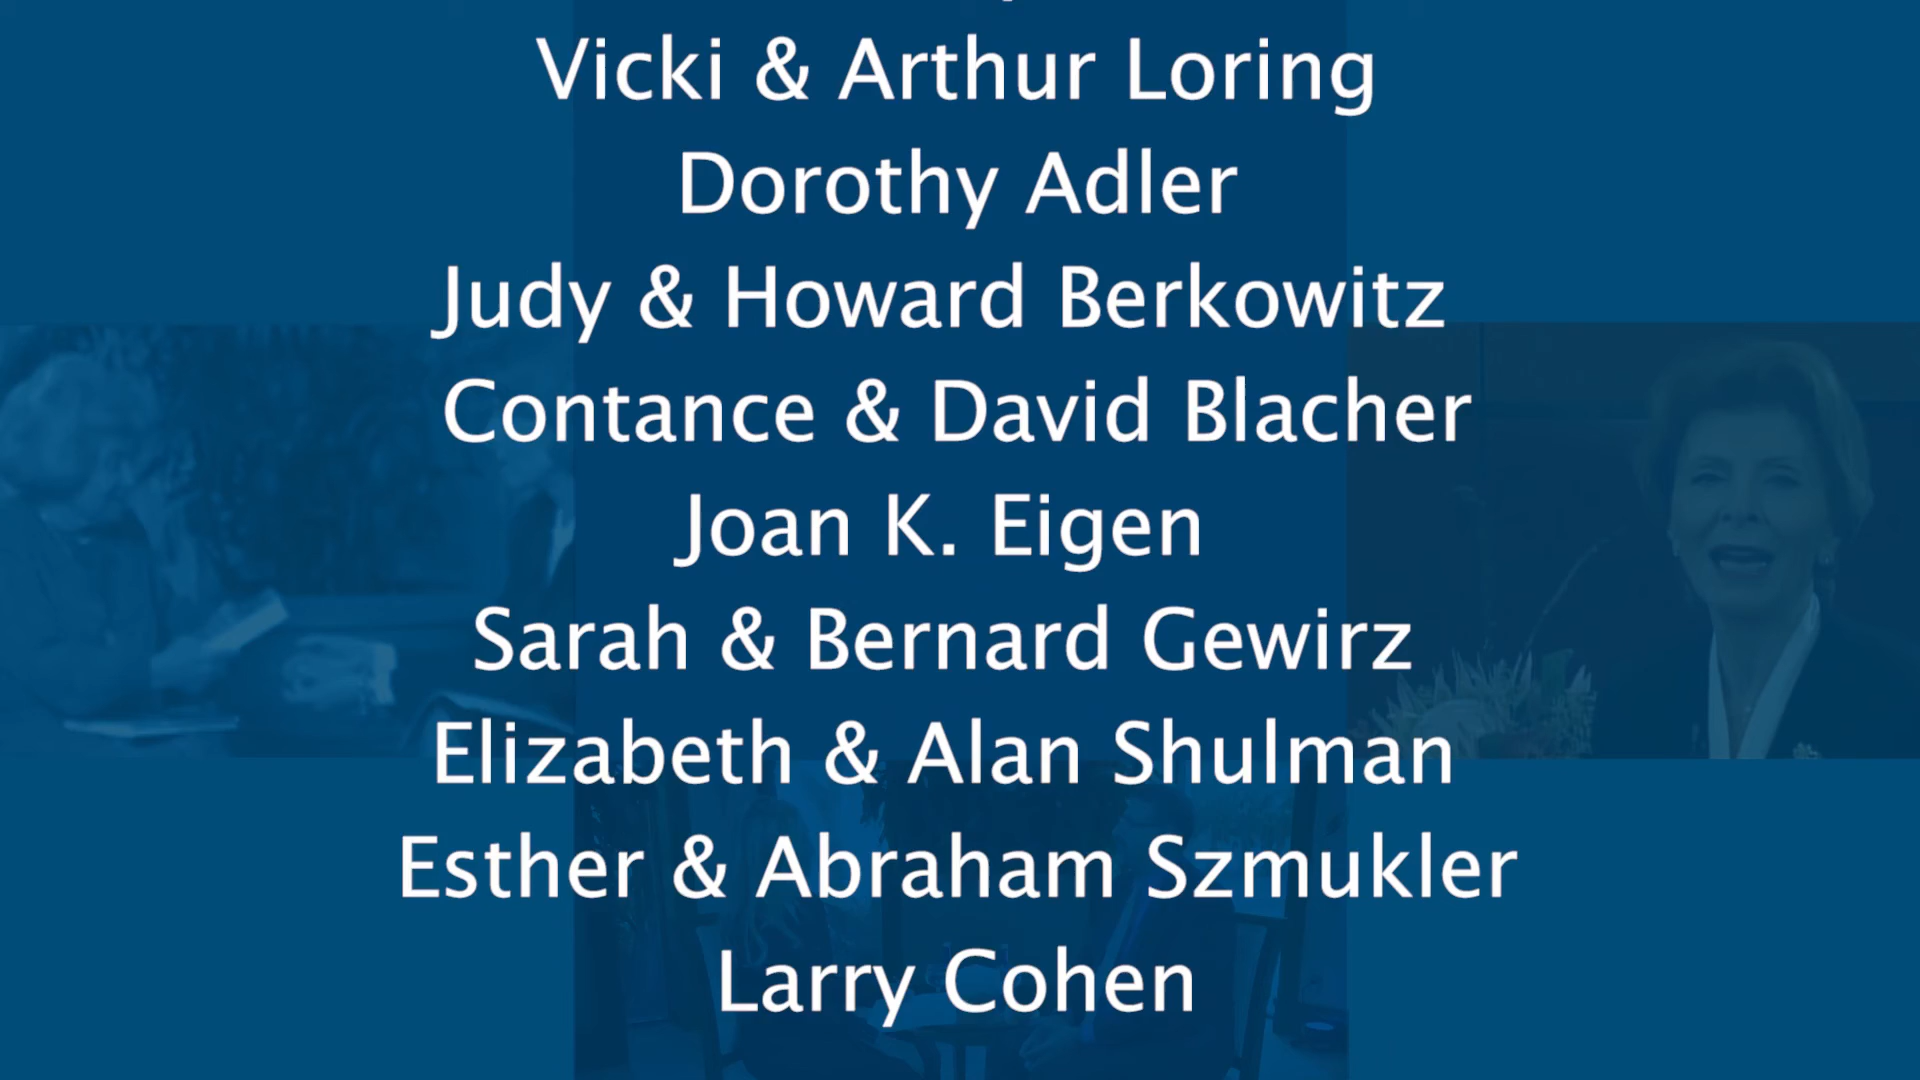 Vicki & Arthur Loring
Dorothy Adler
Judy & Howard Berkowitz
Contance & David Blacher
Joan K. Eigen
Sarah & Bernard Gewirz
Elizabeth & Alan Shulman
Esther & Abraham Szmukler
Larry Cohen